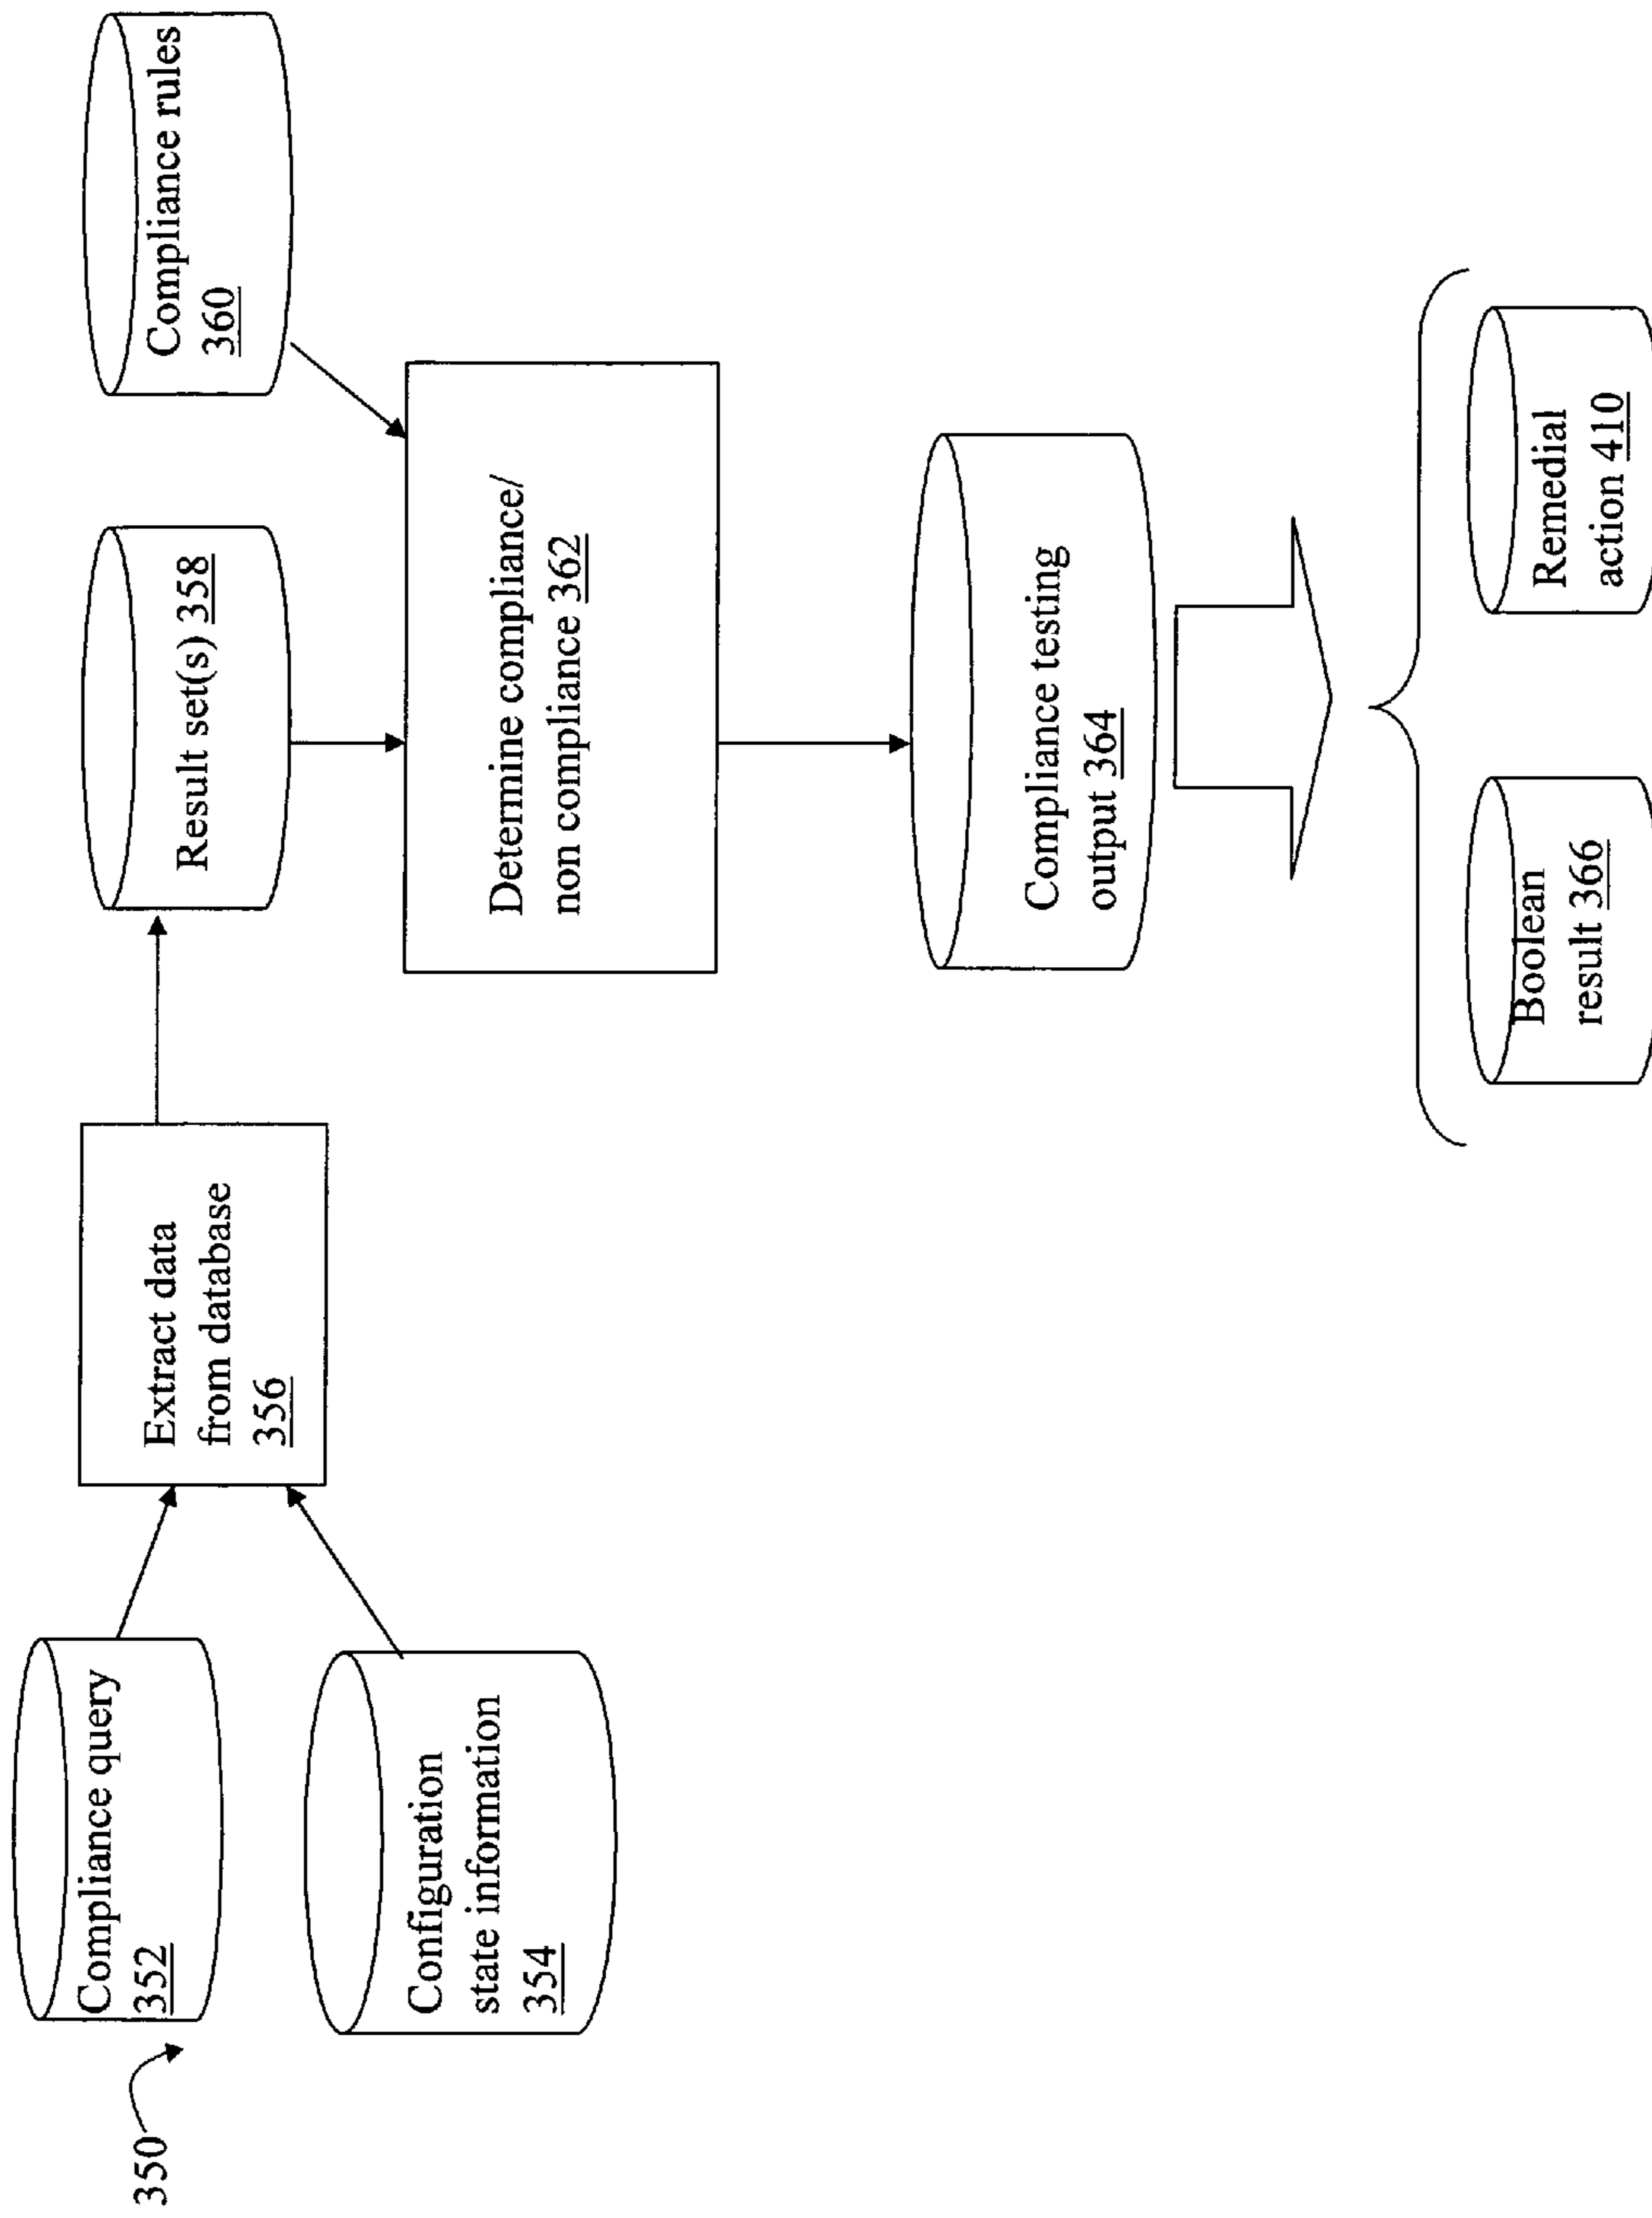 350
Compliance query
352
Configuration
state information
354
Extract data
from database
356
Result set(s) 358
Compliance rules
360
Determine compliance/
non compliance 362
Compliance testing
output 364
Boolean
result 366
Remedial
action 410